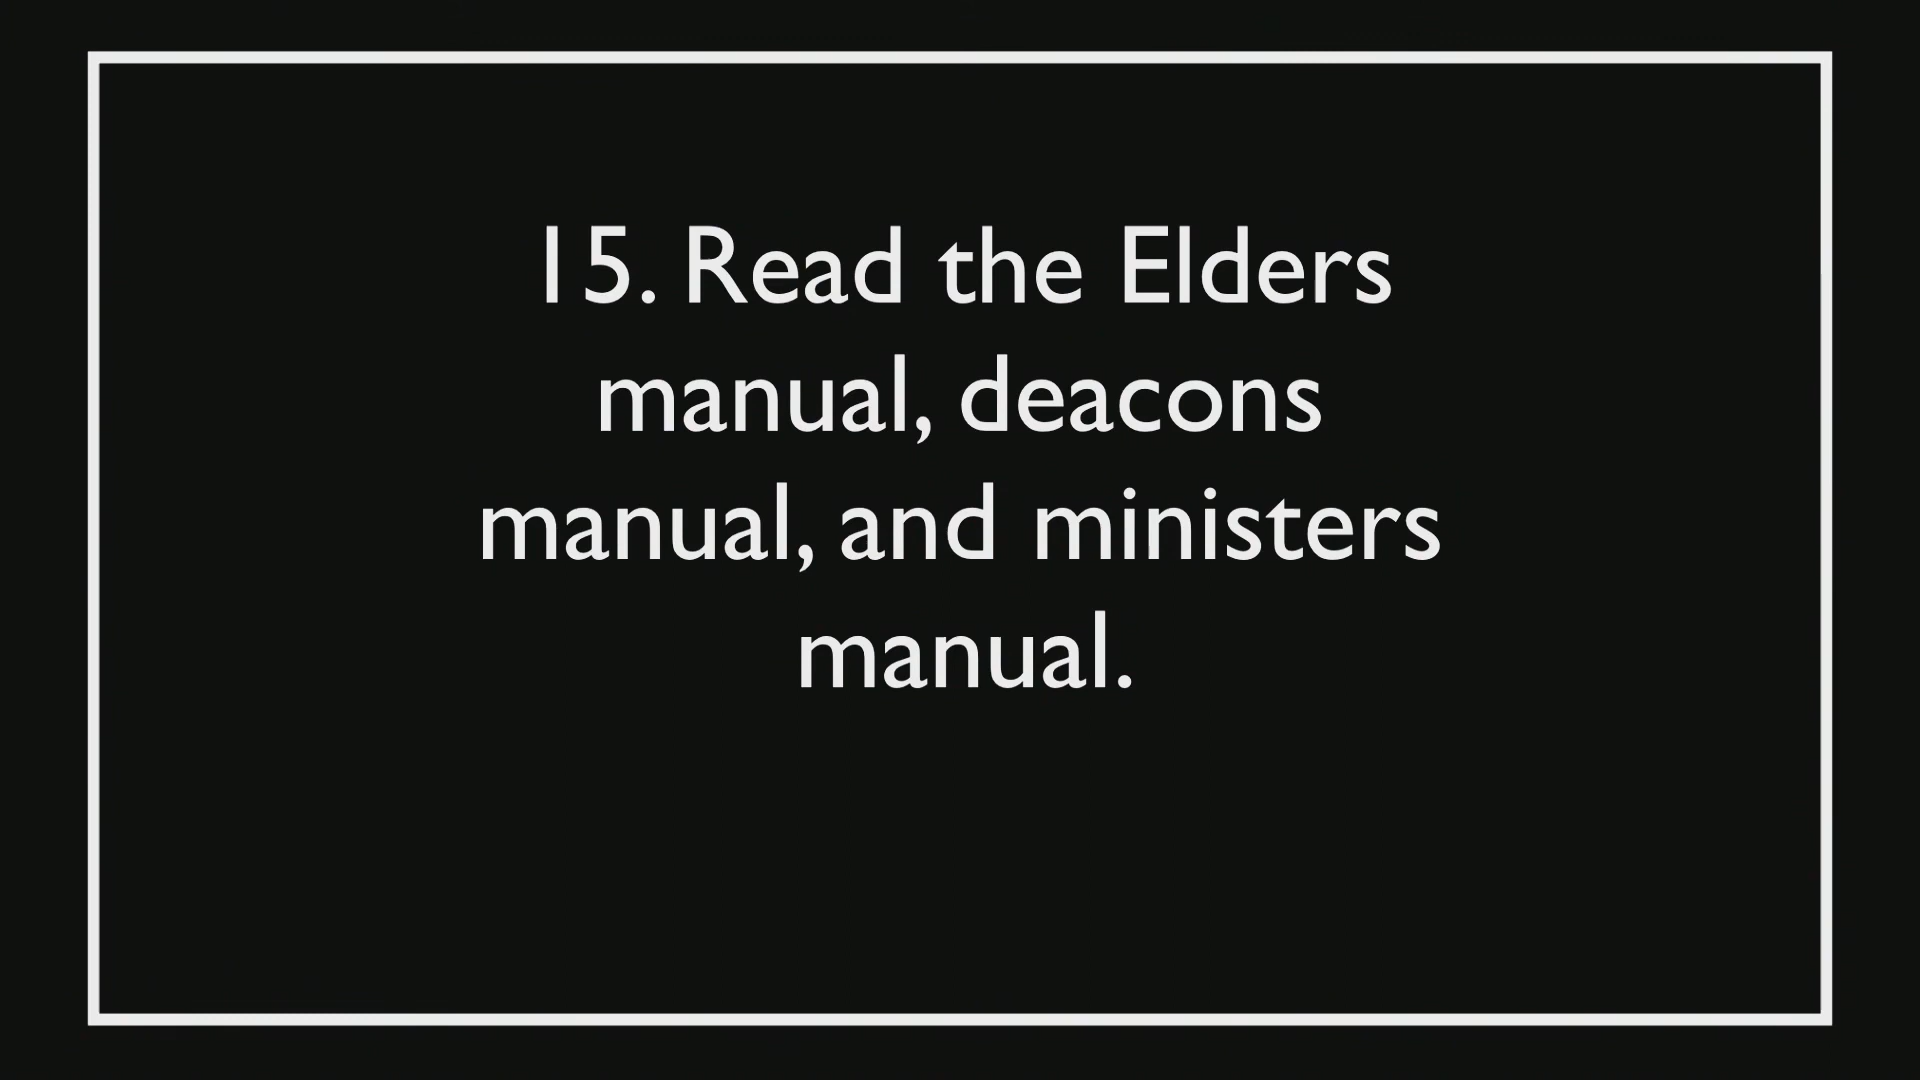 15. Read the Elders
manual, deacons
manual, and ministers
manual.